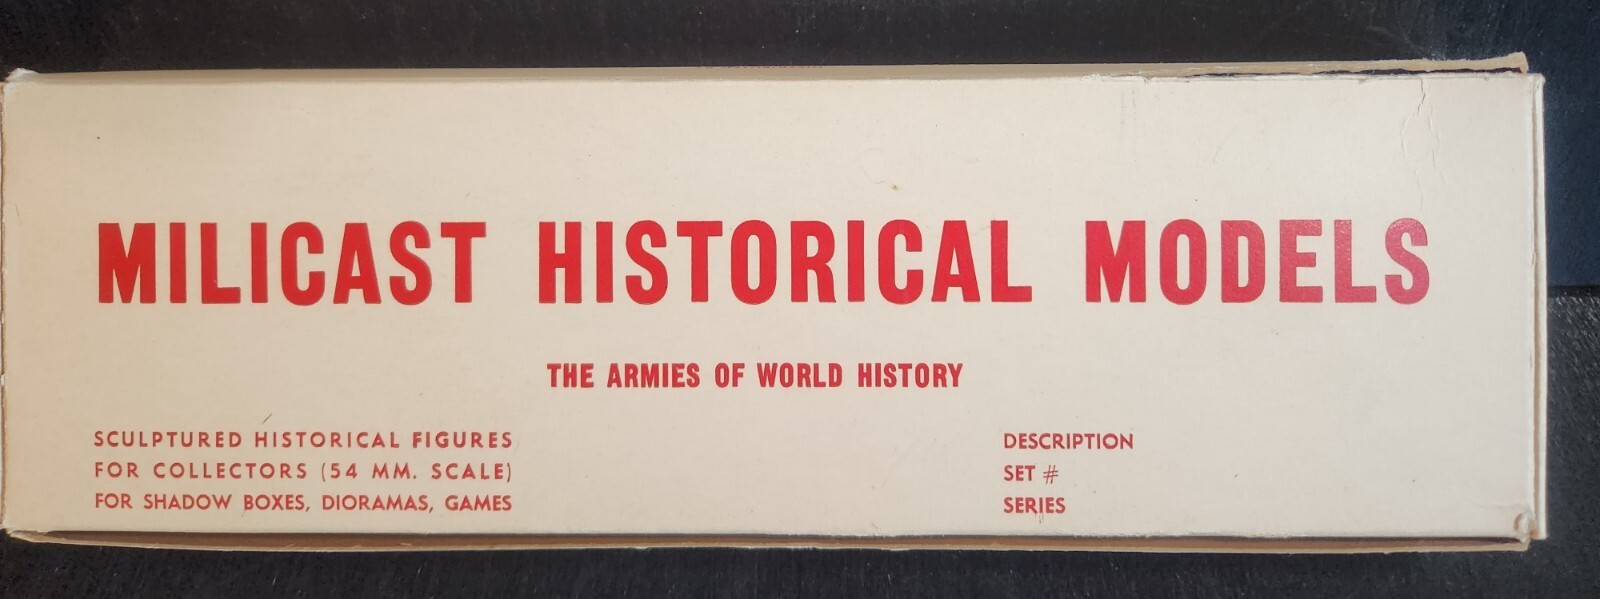 MILICAST HISTORICAL MODELS
THE ARMIES OF WORLD HISTORY
SCULPTURED HISTORICAL FIGURES
FOR COLLECTORS (54 MM. SCALE)
FOR SHADOW BOXES, DIORAMAS, GAMES
DESCRIPTION
SET #
SERIES